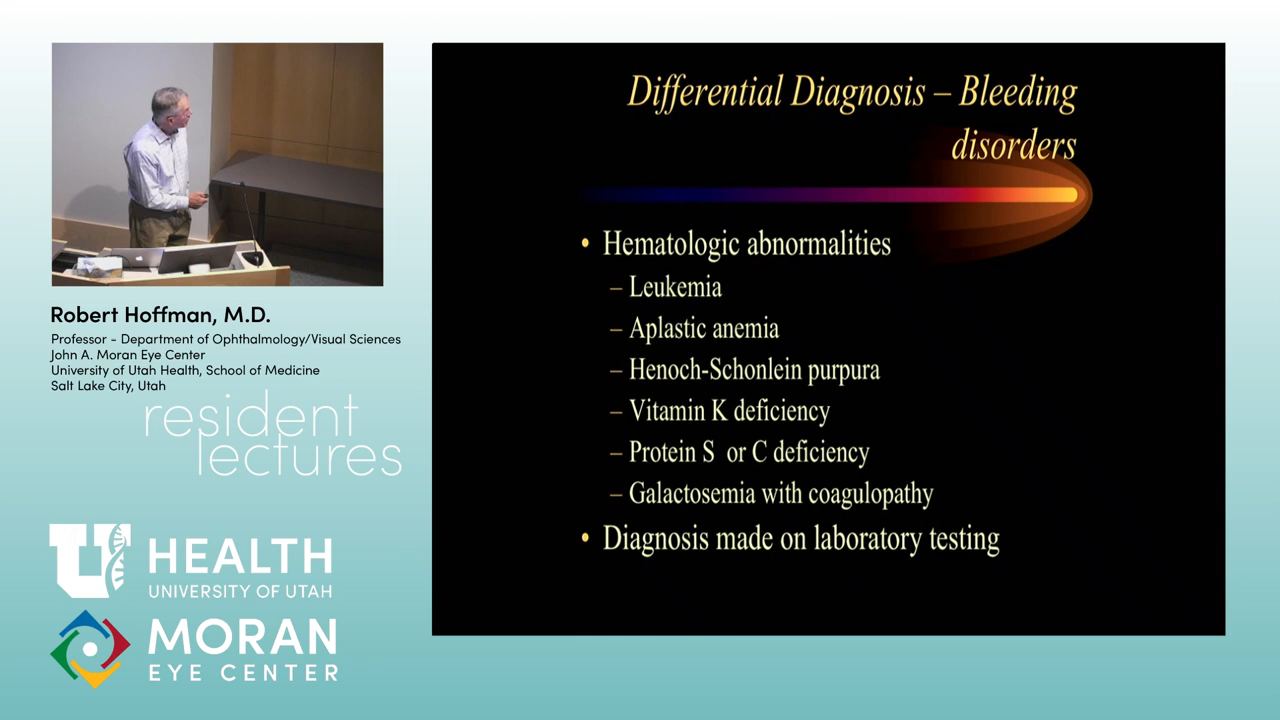 Differential Diagnosis – Bleeding
disorders
• Hematologic abnormalities
– Leukemia
– Aplastic anemia
– Henoch-Schonlein purpura
– Vitamin K deficiency
– Protein S or C deficiency
– Galactosemia with coagulopathy
• Diagnosis made on laboratory testing
Robert Hoffman, M.D.
Professor - Department of Ophthalmology/Visual Sciences
John A. Moran Eye Center
University of Utah Health, School of Medicine
Salt Lake City, Utah
resident
lectures
U HEALTH
UNIVERSITY OF UTAH
MORAN
EYE CENTER